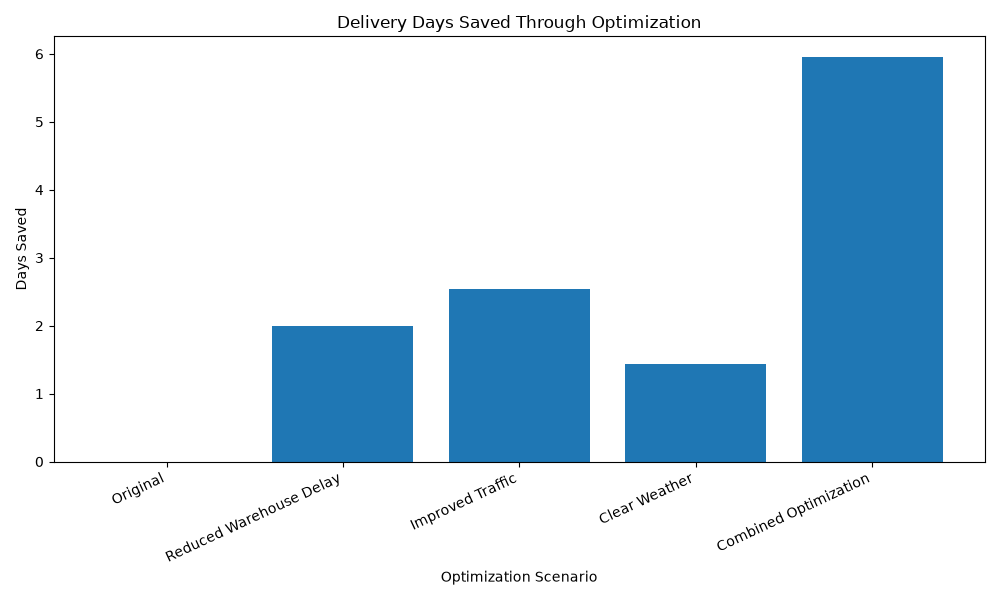 Delivery Days Saved Through Optimization
Days Saved
6
5
4
3
2
1
0
Original
Reduced Warehouse Delay
Improved Traffic
Clear Weather
Combined Optimization
Optimization Scenario